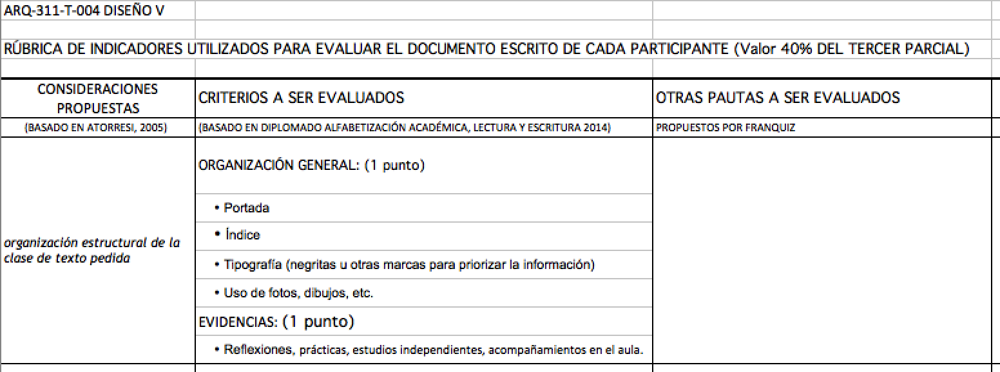 ARQ-311-T-004 DISEÑO V
RÚBRICA DE INDICADORES UTILIZADOS PARA EVALUAR EL DOCUMENTO ESCRITO DE CADA PARTICIPANTE (Valor 40% DEL TERCER PARCIAL)
CONSIDERACIONES
PROPUESTAS
CRITERIOS A SER EVALUADOS
OTRAS PAUTAS A SER EVALUADOS
(BASADO EN ATORRESI, 2005)
(BASADO EN DIPLOMADO ALFABETIZACIÓN ACADÉMICA, LECTURA Y ESCRITURA 2014)
PROPUESTOS POR FRANQUIZ
organización estructural de la
clase de texto pedida
ORGANIZACIÓN GENERAL: (1 punto)
• Portada
• Índice
• Tipografía (negritas u otras marcas para priorizar la información)
• Uso de fotos, dibujos, etc.
EVIDENCIAS: (1 punto)
• Reflexiones, prácticas, estudios independientes, acompañamientos en el aula.